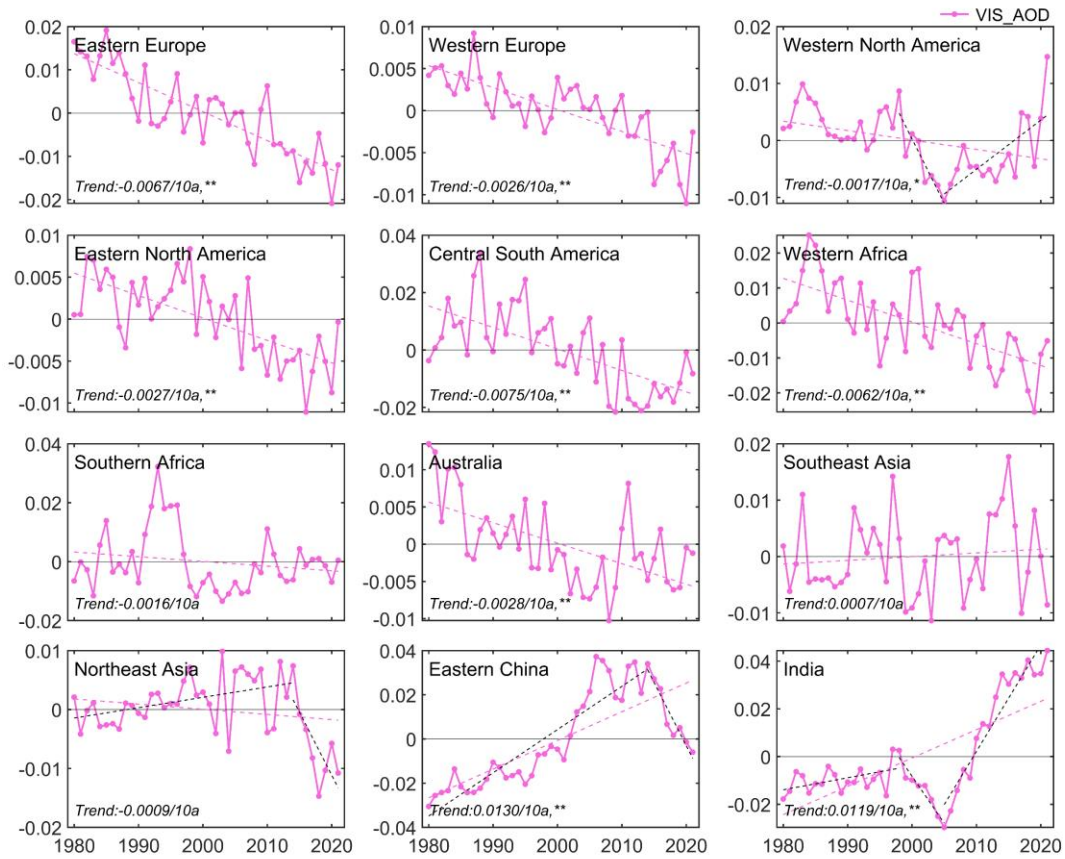 VIS_AOD
Eastern Europe
0.02
0.01
0
-0.01
-0.02
Trend:-0.0067/10a,**
Western Europe
0.01
0.005
0
-0.005
-0.01
Trend:-0.0026/10a,**
Western North America
0.02
0.01
0
-0.01
Trend:-0.0017/10a,*
Eastern North America
0.01
0.005
0
-0.005
-0.01
Trend:-0.0027/10a,**
Central South America
0.04
0.02
0
-0.02
Trend:-0.0075/10a,**
Western Africa
0.02
0.01
0
-0.01
-0.02
Trend:-0.0062/10a,**
Southern Africa
0.04
0.02
0
-0.02
Trend:-0.0016/10a
Australia
0.01
0.005
0
-0.005
-0.01
Trend:-0.0028/10a,**
Southeast Asia
0.02
0.01
0
-0.01
Trend:0.0007/10a
Northeast Asia
0.01
0
-0.01
-0.02
Trend:-0.0009/10a
1980 1990 2000 2010 2020
Eastern China
0.04
0.02
0
-0.02
-0.04
Trend:0.0130/10a,**
1980 1990 2000 2010 2020
India
0.04
0.02
0
-0.02
Trend:0.0119/10a,**
1980 1990 2000 2010 2020